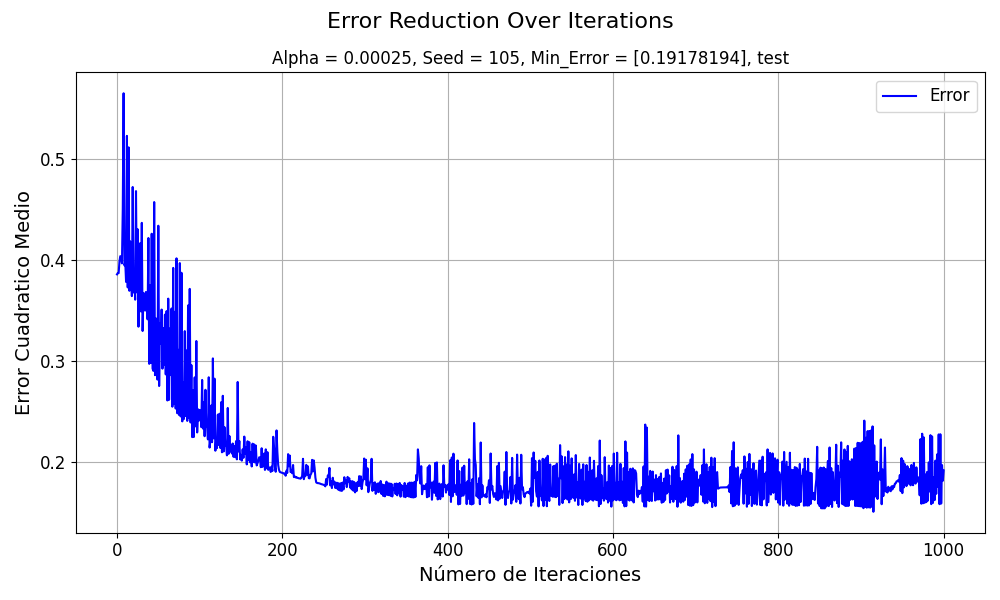 Error Reduction Over Iterations
Alpha = 0.00025, Seed = 105, Min_Error = [0.19178194], test
Error
Error Cuadratico Medio
0.5
0.4
0.3
0.2
0
200
400
600
800
1000
Número de Iteraciones